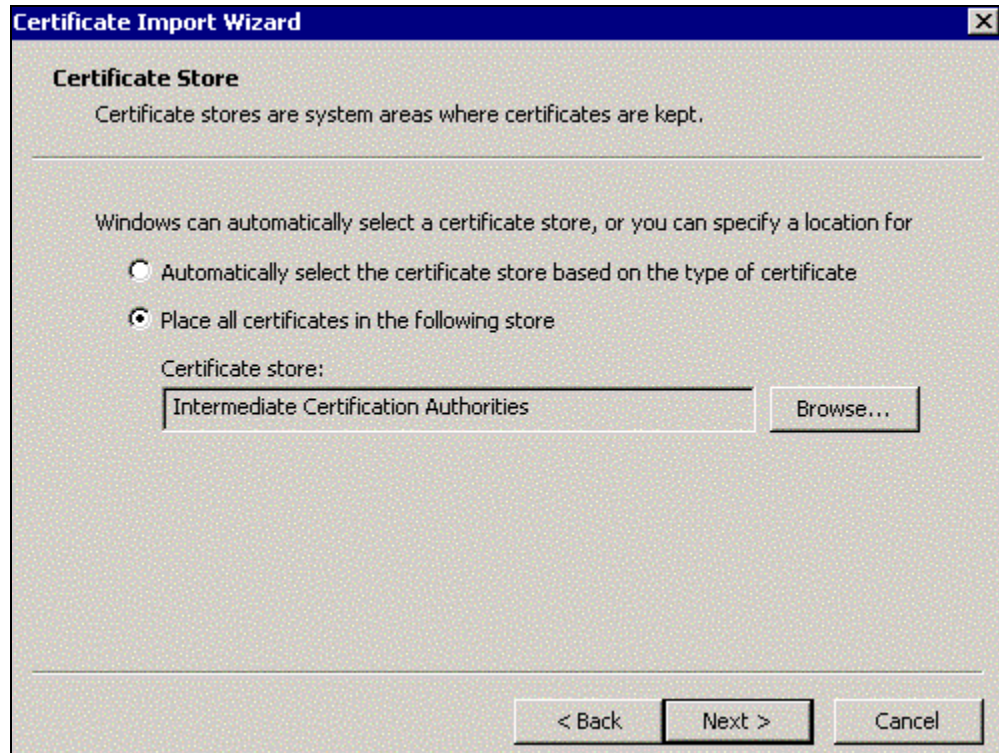 Certificate Import Wizard
Certificate Store
Certificate stores are system areas where certificates are kept.
Windows can automatically select a certificate store, or you can specify a location for
Automatically select the certificate store based on the type of certificate
Place all certificates in the following store
Certificate store:
Intermediate Certification Authorities
Browse...
< Back
Next >
Cancel